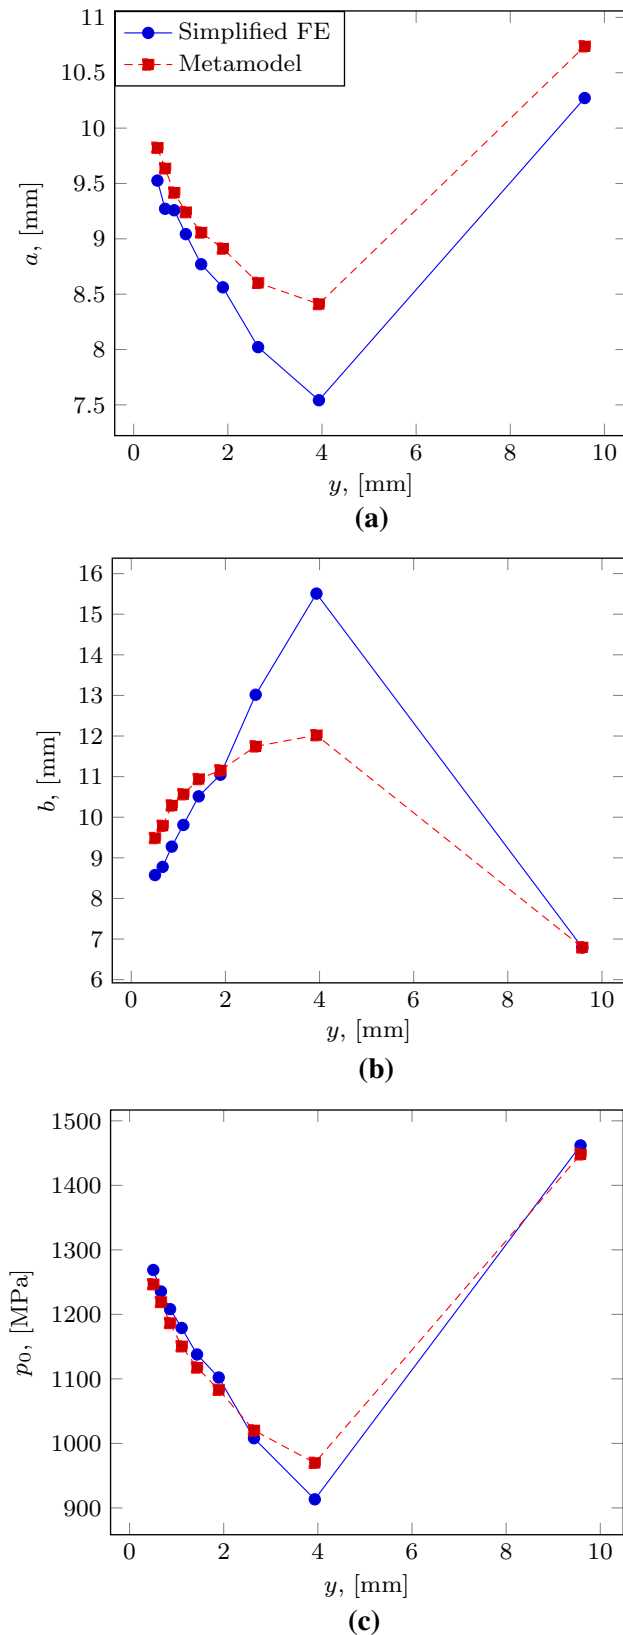 11
10.5
10
9.5
9
8.5
8
7.5
a, [mm]
Simplified FE
Metamodel
0 2 4 6 8 10
y, [mm]
(a)
16
15
14
13
12
11
10
9
8
7
6
b, [mm]
0 2 4 6 8 10
y, [mm]
(b)
1500
1400
1300
1200
1100
1000
900
p₀, [MPa]
0 2 4 6 8 10
y, [mm]
(c)